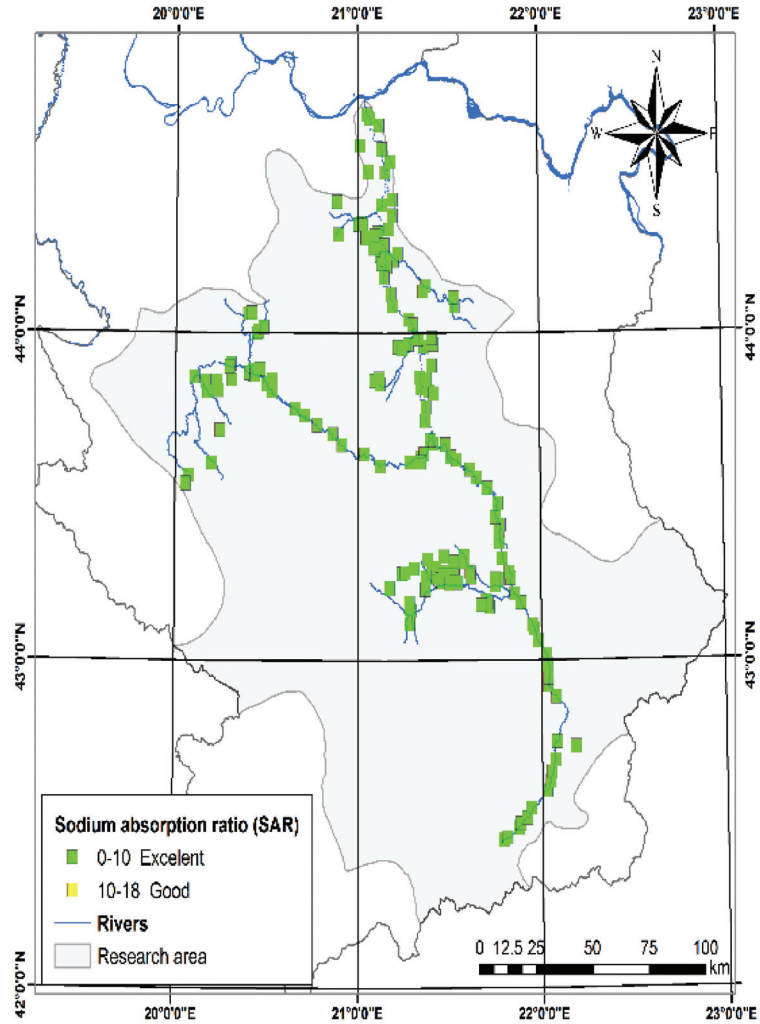 20°0'0"E 21°0'0"E 22°0'0"E 23°0'0"E
N
W E
S
44°0'0"N 44°0'0"N
43°0'0"N 43°0'0"N
42°0'0"N 42°0'0"N
Sodium absorption ratio (SAR)
0-10 Excelent
10-18 Good
Rivers
Research area
0 12.5 25 50 75 100
km
20°0'0"E 21°0'0"E 22°0'0"E 23°0'0"E